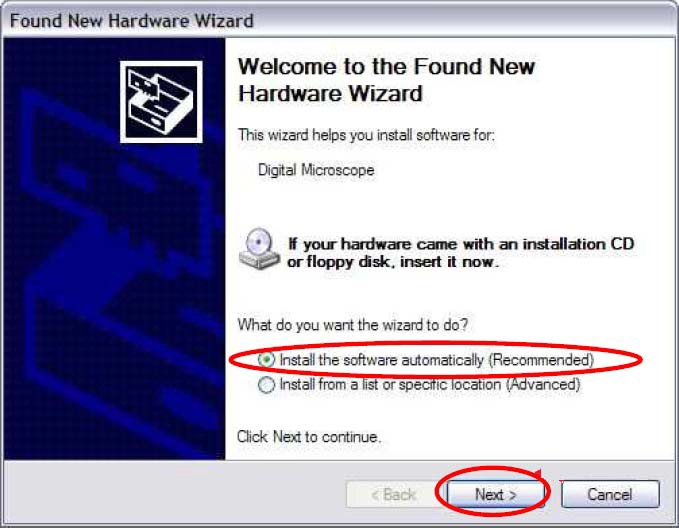 Found New Hardware Wizard
Welcome to the Found New
Hardware Wizard
This wizard helps you install software for:
Digital Microscope
If your hardware came with an installation CD
or floppy disk, insert it now.
What do you want the wizard to do?
Install the software automatically (Recommended)
Install from a list or specific location (Advanced)
Click Next to continue.
< Back
Next >
Cancel